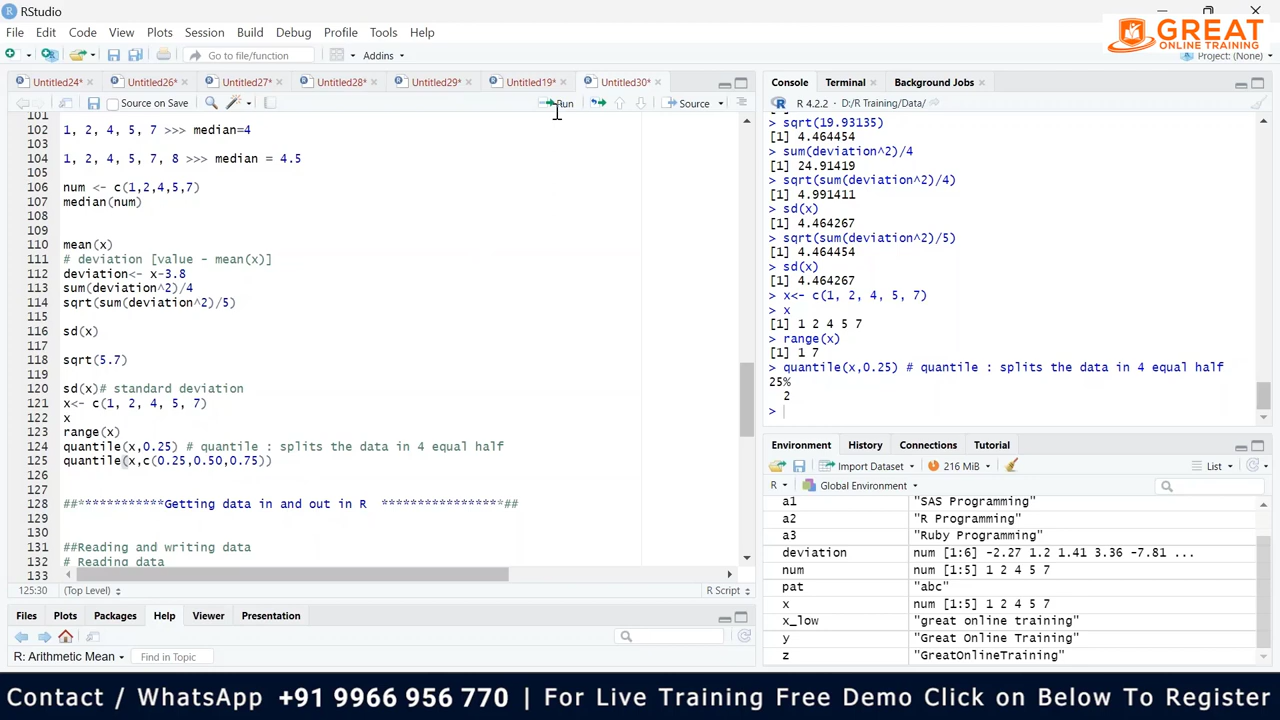 RStudio
File Edit Code View Plots Session Build Debug Profile Tools Help
GREAT
ONLINE TRAINING
Go to file/function
Addins
Project: (None)
Untitled24* Untitled26* Untitled27* Untitled28* Untitled29* Untitled19* Untitled30*
Source on Save
Run
Source
101
102 1, 2, 4, 5, 7 >>> median=4
103
104 1, 2, 4, 5, 7, 8 >>> median = 4.5
105
106 num <- c(1,2,4,5,7)
107 median(num)
108
109
110 mean(x)
111 # deviation [value - mean(x)]
112 deviation<- x-3.8
113 sum(deviation^2)/4
114 sqrt(sum(deviation^2)/5)
115
116 sd(x)
117
118 sqrt(5.7)
119
120 sd(x)# standard deviation
121 x<- c(1, 2, 4, 5, 7)
122 x
123 range(x)
124 quantile(x,0.25) # quantile : splits the data in 4 equal half
125 quantile(x,c(0.25,0.50,0.75))
126
127
128 ##************Getting data in and out in R *****************##
129
130
131 ##Reading and writing data
132 # Reading data
133
125:30 (Top Level) R Script
Files Plots Packages Help Viewer Presentation
R: Arithmetic Mean Find in Topic
Console Terminal Background Jobs
R 4.2.2 · D:/R Training/Data/
> sqrt(19.93135)
[1] 4.464454
> sum(deviation^2)/4
[1] 24.91419
> sqrt(sum(deviation^2)/4)
[1] 4.991411
> sd(x)
[1] 4.464267
> sqrt(sum(deviation^2)/5)
[1] 4.464454
> sd(x)
[1] 4.464267
> x<- c(1, 2, 4, 5, 7)
> x
[1] 1 2 4 5 7
> range(x)
[1] 1 7
> quantile(x,0.25) # quantile : splits the data in 4 equal half
25%
2
>
Environment History Connections Tutorial
Import Dataset 216 MiB List
R Global Environment
a1 "SAS Programming"
a2 "R Programming"
a3 "Ruby Programming"
deviation num [1:6] -2.27 1.2 1.41 3.36 -7.81 ...
num num [1:5] 1 2 4 5 7
pat "abc"
x num [1:5] 1 2 4 5 7
x_low "great online training"
y "Great Online Training"
z "GreatOnlineTraining"
Contact / WhatsApp +91 9966 956 770 | For Live Training Free Demo Click on Below To Register